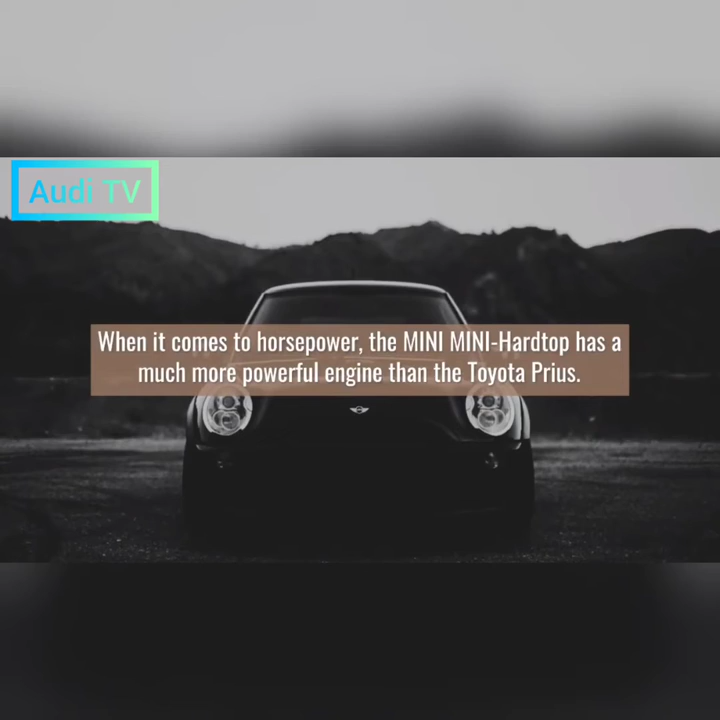 Audi TV
When it comes to horsepower, the MINI MINI-Hardtop has a
much more powerful engine than the Toyota Prius.